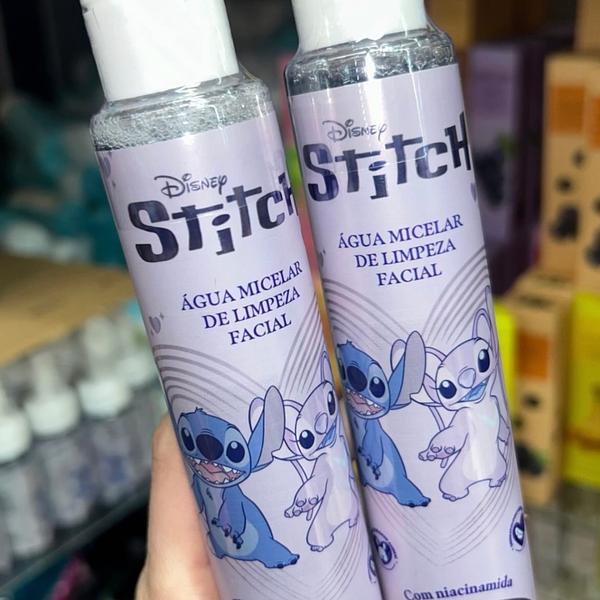 Disney
Stitch
ÁGUA MICELAR
DE LIMPEZA
FACIAL
Disney
Stitch
ÁGUA MICELAR
DE LIMPEZA
FACIAL
Com niacinamida